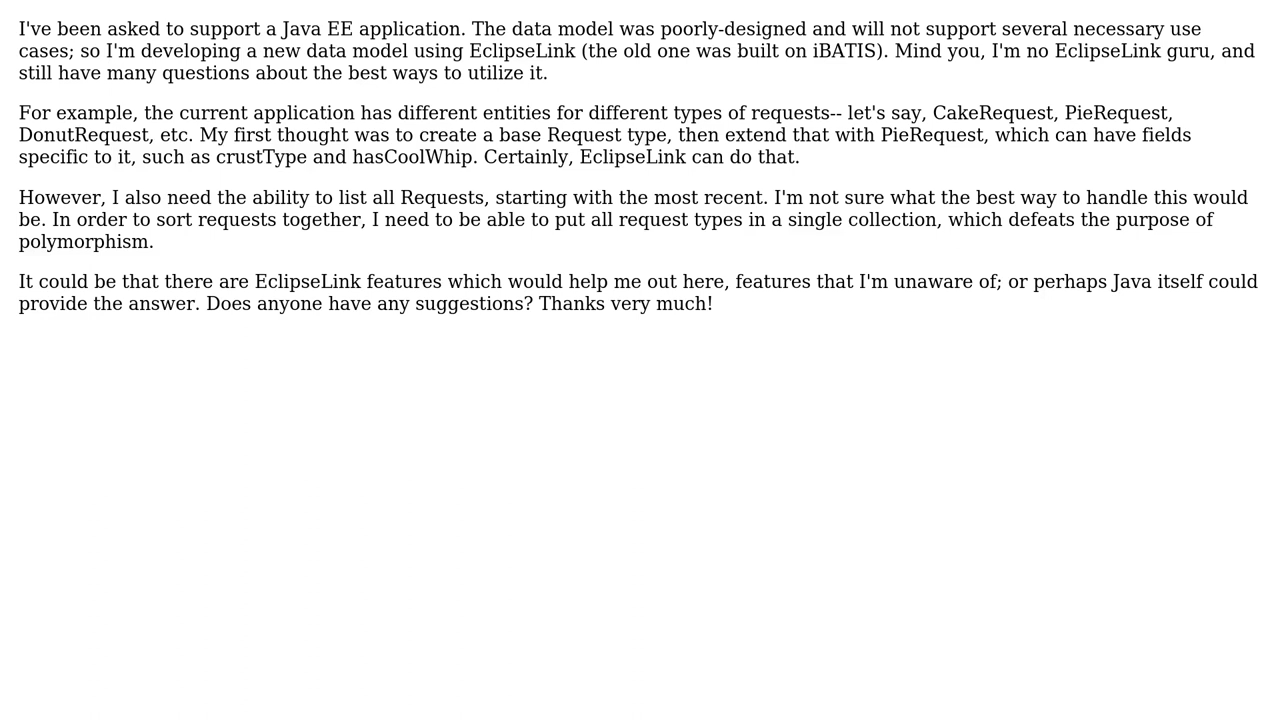 I've been asked to support a Java EE application. The data model was poorly-designed and will not support several necessary use
cases; so I'm developing a new data model using EclipseLink (the old one was built on iBATIS). Mind you, I'm no EclipseLink guru, and
still have many questions about the best ways to utilize it.
For example, the current application has different entities for different types of requests-- let's say, CakeRequest, PieRequest,
DonutRequest, etc. My first thought was to create a base Request type, then extend that with PieRequest, which can have fields
specific to it, such as crustType and hasCoolWhip. Certainly, EclipseLink can do that.
However, I also need the ability to list all Requests, starting with the most recent. I'm not sure what the best way to handle this would
be. In order to sort requests together, I need to be able to put all request types in a single collection, which defeats the purpose of
polymorphism.
It could be that there are EclipseLink features which would help me out here, features that I'm unaware of; or perhaps Java itself could
provide the answer. Does anyone have any suggestions? Thanks very much!